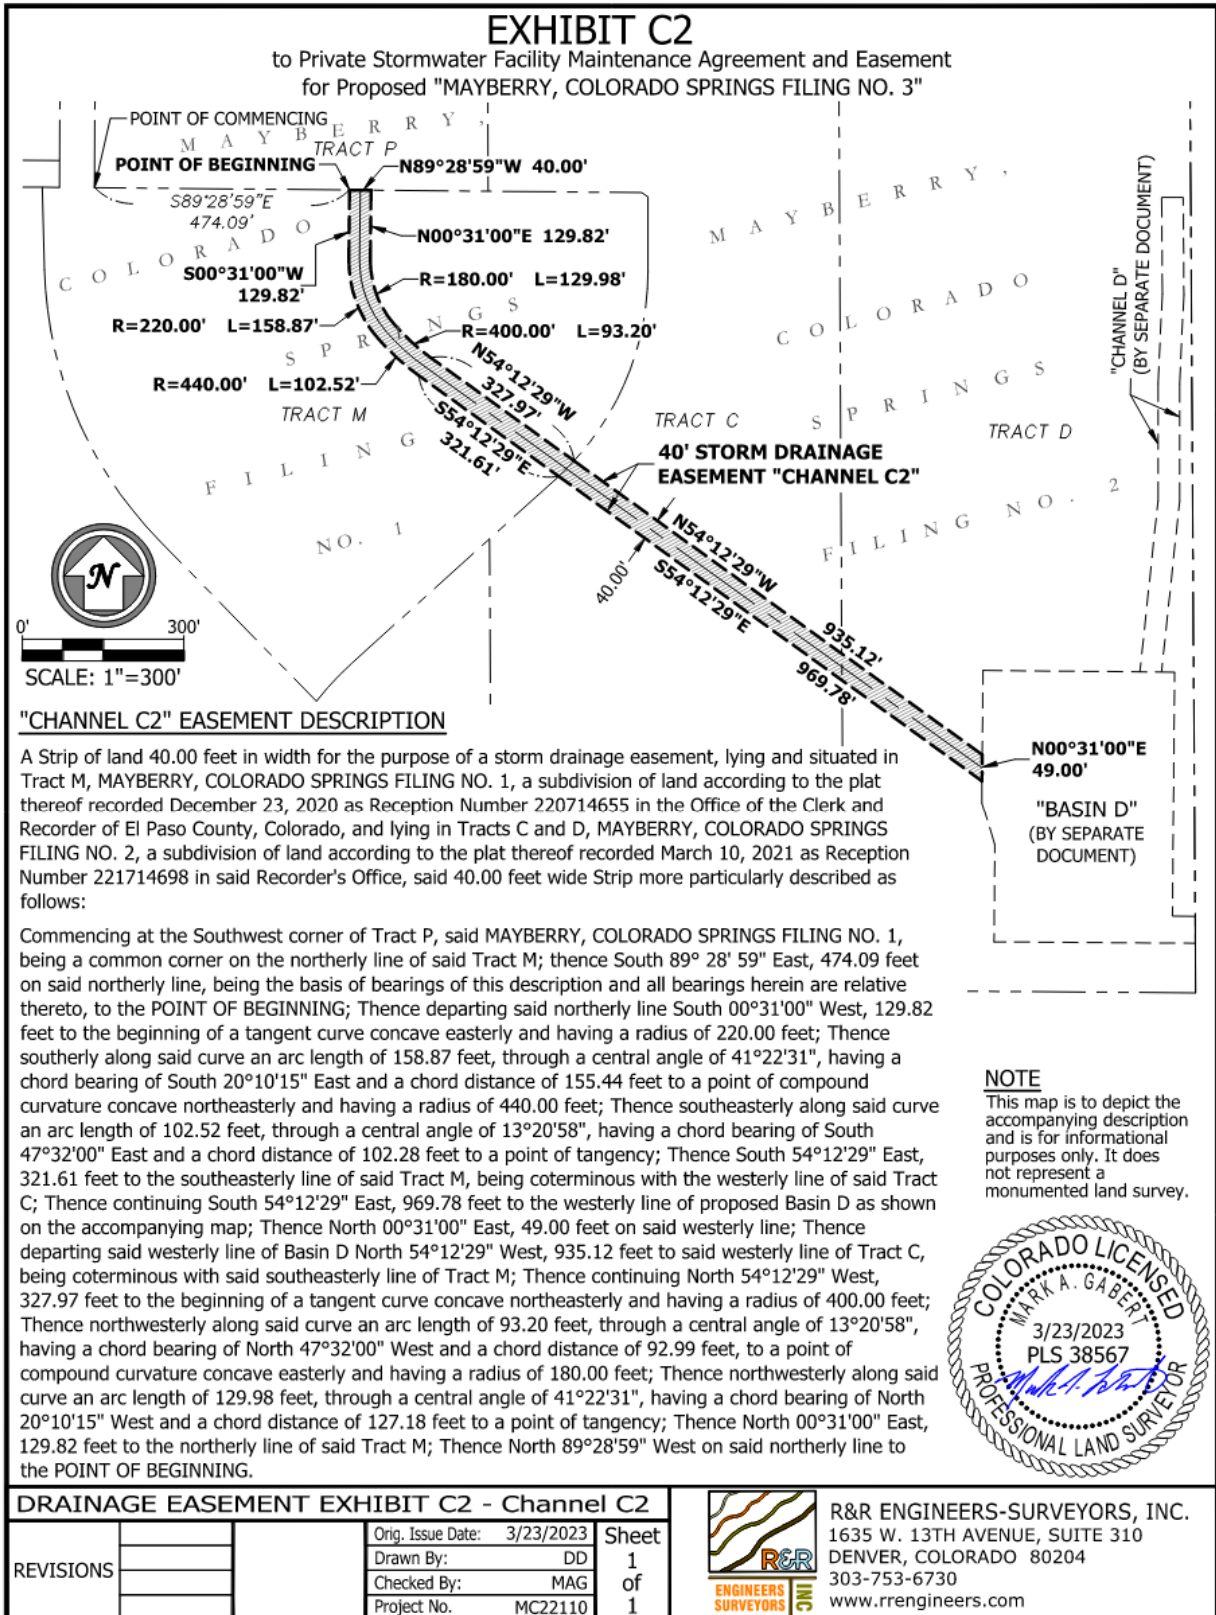 EXHIBIT C2
to Private Stormwater Facility Maintenance Agreement and Easement
for Proposed "MAYBERRY, COLORADO SPRINGS FILING NO. 3"
POINT OF COMMENCING
MAYBERRY,
TRACT P
POINT OF BEGINNING
N89°28'59"W 40.00'
S89°28'59"E
474.09'
COLORADO
N00°31'00"E 129.82'
S00°31'00"W
129.82'
R=180.00' L=129.98'
R=220.00' L=158.87'
SPRINGS
R=400.00' L=93.20'
R=440.00' L=102.52'
N54°12'29"W
327.97'
S54°12'29"E
321.61'
TRACT M
FILING
NO. 1
MAYBERRY,
COLORADO
SPRINGS
FILING NO. 2
TRACT C
TRACT D
"CHANNEL D"
(BY SEPARATE DOCUMENT)
40' STORM DRAINAGE
EASEMENT "CHANNEL C2"
N54°12'29"W
S54°12'29"E
40.00'
935.12'
969.78'
N
0' 300'
SCALE: 1"=300'
N00°31'00"E
49.00'
"BASIN D"
(BY SEPARATE
DOCUMENT)
"CHANNEL C2" EASEMENT DESCRIPTION
A Strip of land 40.00 feet in width for the purpose of a storm drainage easement, lying and situated in
Tract M, MAYBERRY, COLORADO SPRINGS FILING NO. 1, a subdivision of land according to the plat
thereof recorded December 23, 2020 as Reception Number 220714655 in the Office of the Clerk and
Recorder of El Paso County, Colorado, and lying in Tracts C and D, MAYBERRY, COLORADO SPRINGS
FILING NO. 2, a subdivision of land according to the plat thereof recorded March 10, 2021 as Reception
Number 221714698 in said Recorder's Office, said 40.00 feet wide Strip more particularly described as
follows:
Commencing at the Southwest corner of Tract P, said MAYBERRY, COLORADO SPRINGS FILING NO. 1,
being a common corner on the northerly line of said Tract M; thence South 89° 28' 59" East, 474.09 feet
on said northerly line, being the basis of bearings of this description and all bearings herein are relative
thereto, to the POINT OF BEGINNING; Thence departing said northerly line South 00°31'00" West, 129.82
feet to the beginning of a tangent curve concave easterly and having a radius of 220.00 feet; Thence
southerly along said curve an arc length of 158.87 feet, through a central angle of 41°22'31", having a
chord bearing of South 20°10'15" East and a chord distance of 155.44 feet to a point of compound
curvature concave northeasterly and having a radius of 440.00 feet; Thence southeasterly along said curve
an arc length of 102.52 feet, through a central angle of 13°20'58", having a chord bearing of South
47°32'00" East and a chord distance of 102.28 feet to a point of tangency; Thence South 54°12'29" East,
321.61 feet to the southeasterly line of said Tract M, being coterminous with the westerly line of said Tract
C; Thence continuing South 54°12'29" East, 969.78 feet to the westerly line of proposed Basin D as shown
on the accompanying map; Thence North 00°31'00" East, 49.00 feet on said westerly line; Thence
departing said westerly line of Basin D North 54°12'29" West, 935.12 feet to said westerly line of Tract C,
being coterminous with said southeasterly line of Tract M; Thence continuing North 54°12'29" West,
327.97 feet to the beginning of a tangent curve concave northeasterly and having a radius of 400.00 feet;
Thence northwesterly along said curve an arc length of 93.20 feet, through a central angle of 13°20'58",
having a chord bearing of North 47°32'00" West and a chord distance of 92.99 feet, to a point of
compound curvature concave easterly and having a radius of 180.00 feet; Thence northwesterly along said
curve an arc length of 129.98 feet, through a central angle of 41°22'31", having a chord bearing of North
20°10'15" West and a chord distance of 127.18 feet to a point of tangency; Thence North 00°31'00" East,
129.82 feet to the northerly line of said Tract M; Thence North 89°28'59" West on said northerly line to
the POINT OF BEGINNING.
NOTE
This map is to depict the
accompanying description
and is for informational
purposes only. It does
not represent a
monumented land survey.
COLORADO LICENSED
MARK A. GABERT
3/23/2023
PLS 38567
PROFESSIONAL LAND SURVEYOR
DRAINAGE EASEMENT EXHIBIT C2 - Channel C2
REVISIONS
Orig. Issue Date: 3/23/2023
Drawn By: DD
Checked By: MAG
Project No. MC22110
Sheet
1
of
1
R&R
ENGINEERS
SURVEYORS
INC
R&R ENGINEERS-SURVEYORS, INC.
1635 W. 13TH AVENUE, SUITE 310
DENVER, COLORADO 80204
303-753-6730
www.rrengineers.com